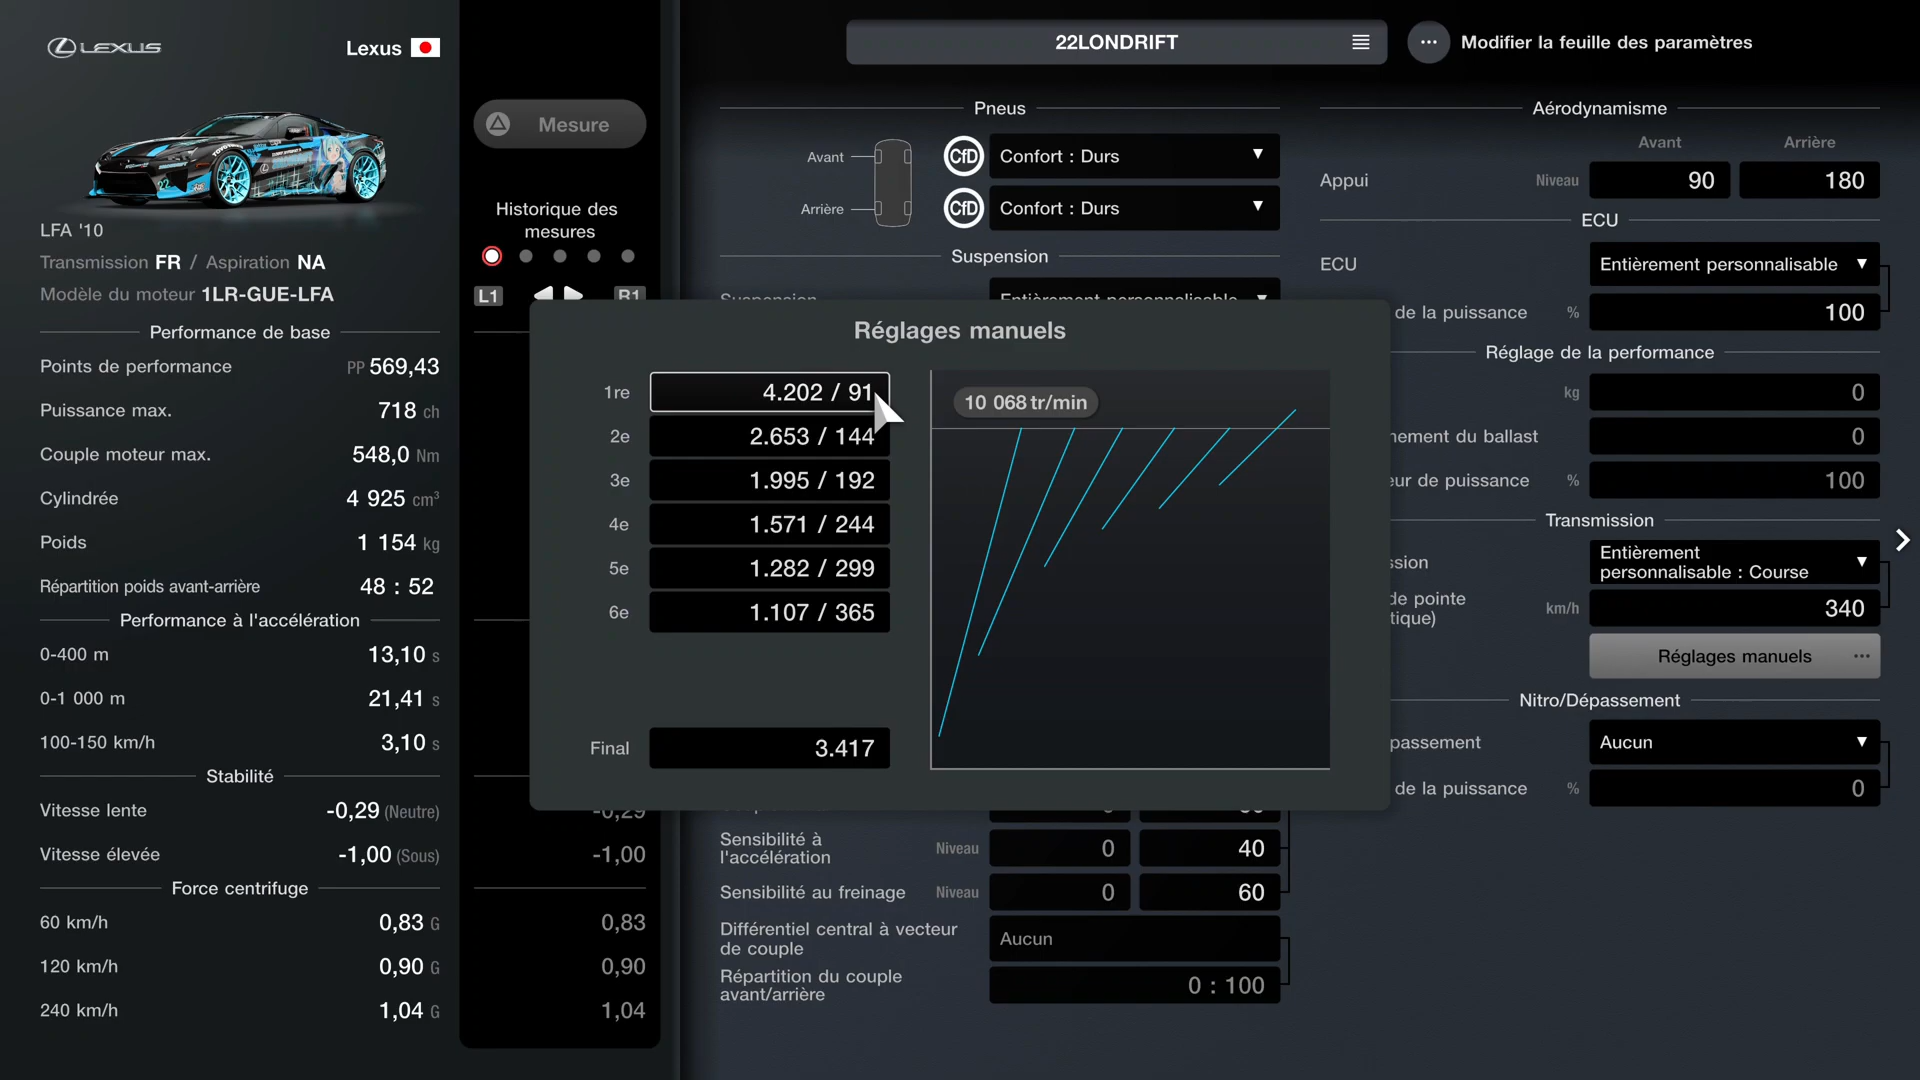 LEXUS
Lexus
LFA '10
Transmission FR / Aspiration NA
Modèle du moteur 1LR-GUE-LFA
Performance de base
Points de performance PP 569,43
Puissance max. 718 ch
Couple moteur max. 548,0 Nm
Cylindrée 4 925 cm³
Poids 1 154 kg
Répartition poids avant-arrière 48 : 52
Performance à l'accélération
0-400 m 13,10 s
0-1 000 m 21,41 s
100-150 km/h 3,10 s
Stabilité
Vitesse lente -0,29 (Neutre)
Vitesse élevée -1,00 (Sous)
Force centrifuge
60 km/h 0,83 G
120 km/h 0,90 G
240 km/h 1,04 G
Mesure
Historique des
mesures
L1 R1
-0,29
-1,00
0,83
0,90
1,04
22LONDRIFT
Modifier la feuille des paramètres
Pneus
Avant CfD Confort : Durs
Arrière CfD Confort : Durs
Suspension
Suspension Entièrement personnalisable
Réglages manuels
1re 4.202 / 91
2e 2.653 / 144
3e 1.995 / 192
4e 1.571 / 244
5e 1.282 / 299
6e 1.107 / 365
Final 3.417
10 068 tr/min
Sensibilité à
l'accélération Niveau 0 40
Sensibilité au freinage Niveau 0 60
Différentiel central à vecteur
de couple Aucun
Répartition du couple
avant/arrière 0 : 100
Aérodynamisme
Avant Arrière
Appui Niveau 90 180
ECU
ECU Entièrement personnalisable
de la puissance % 100
Réglage de la performance
kg 0
nement du ballast 0
eur de puissance % 100
Transmission
ssion Entièrement
personnalisable : Course
de pointe
tique) km/h 340
Réglages manuels
Nitro/Dépassement
passement Aucun
de la puissance % 0